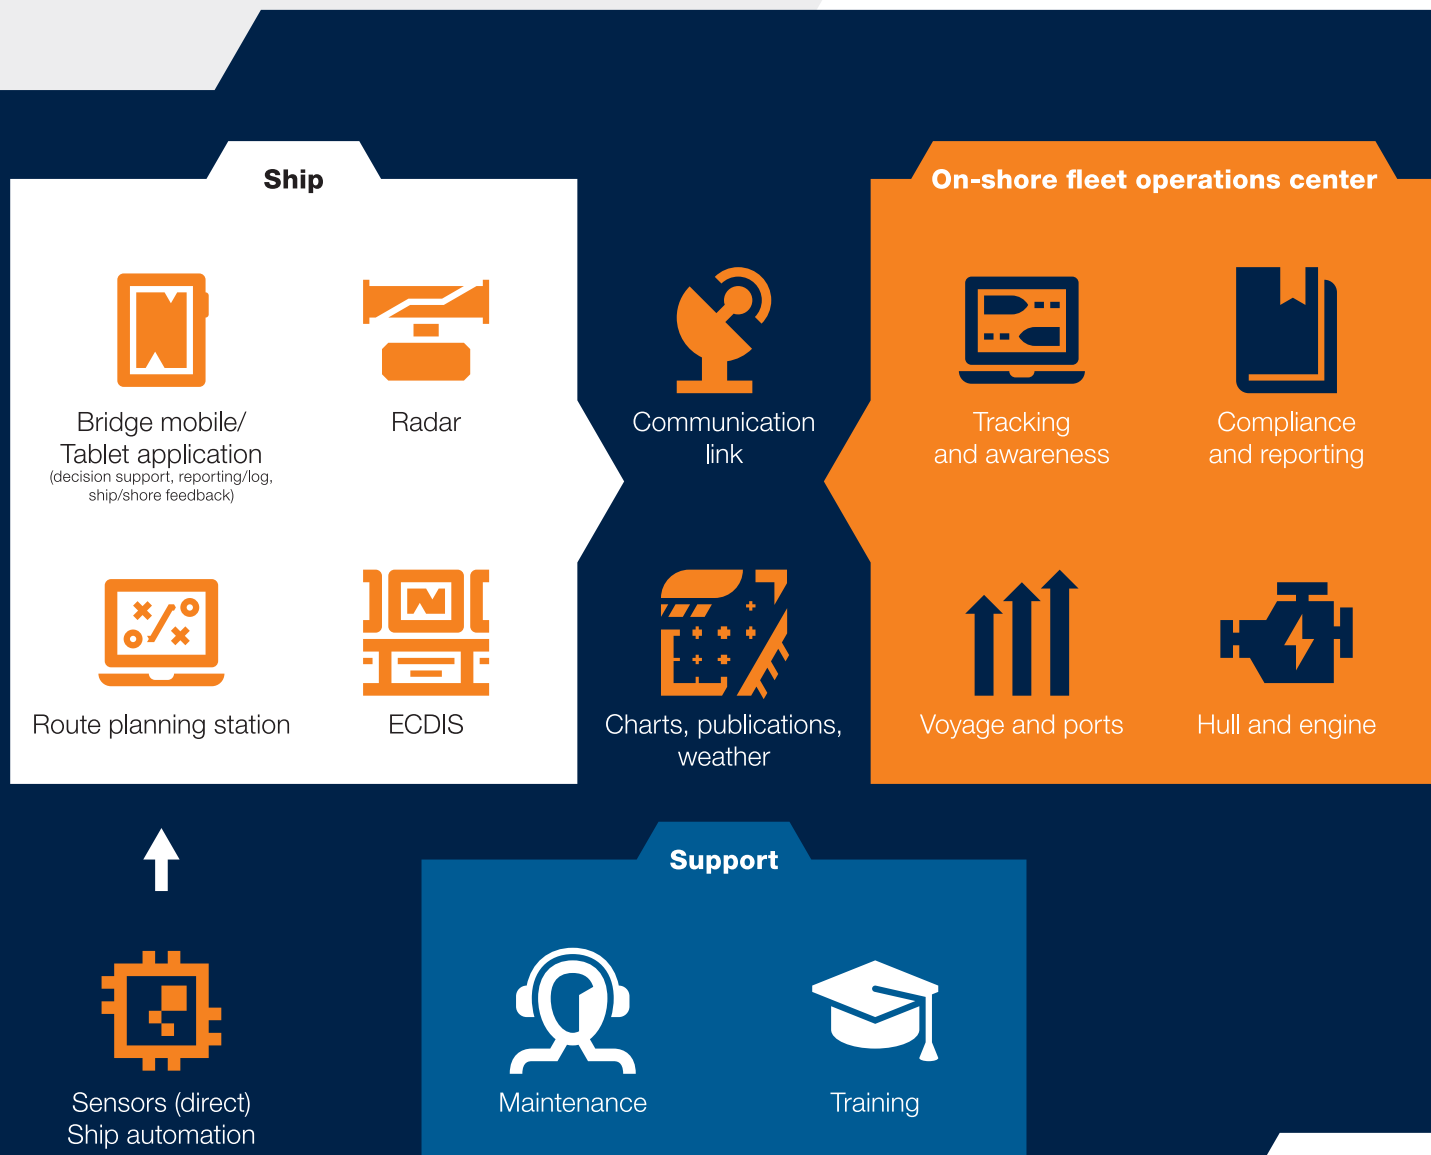 Ship
Bridge mobile/
Tablet application
(decision support, reporting/log,
ship/shore feedback)
Radar
Route planning station
ECDIS
Communication
link
Charts, publications,
weather
On-shore fleet operations center
Tracking
and awareness
Compliance
and reporting
Voyage and ports
Hull and engine
Sensors (direct)
Ship automation
Support
Maintenance
Training